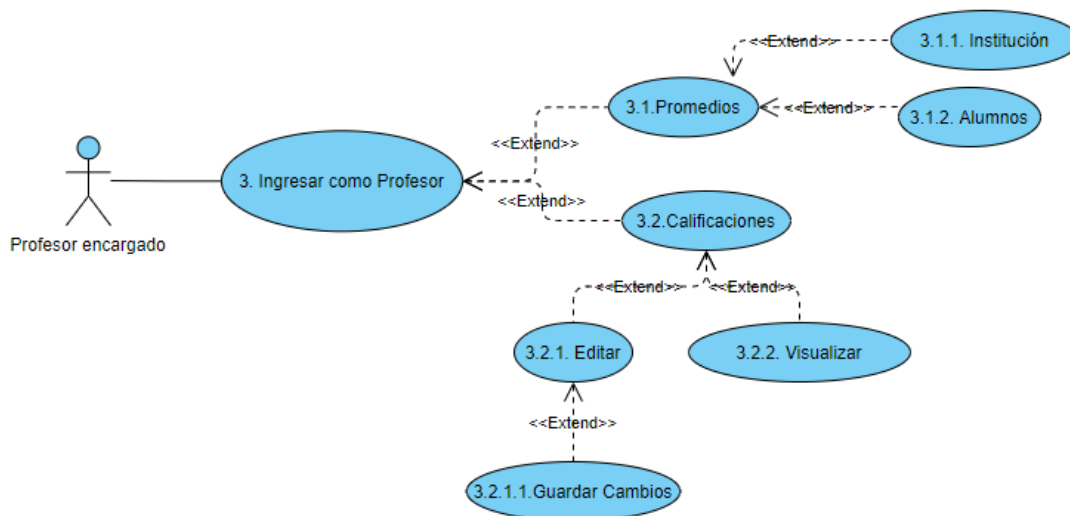 3.1.1. Institución
<<Extend>>
3.1.Promedios
<<Extend>>
3.1.2. Alumnos
<<Extend>>
3. Ingresar como Profesor
<<Extend>>
3.2.Calificaciones
Profesor encargado
<<Extend>>
<<Extend>>
3.2.1. Editar
3.2.2. Visualizar
<<Extend>>
3.2.1.1.Guardar Cambios